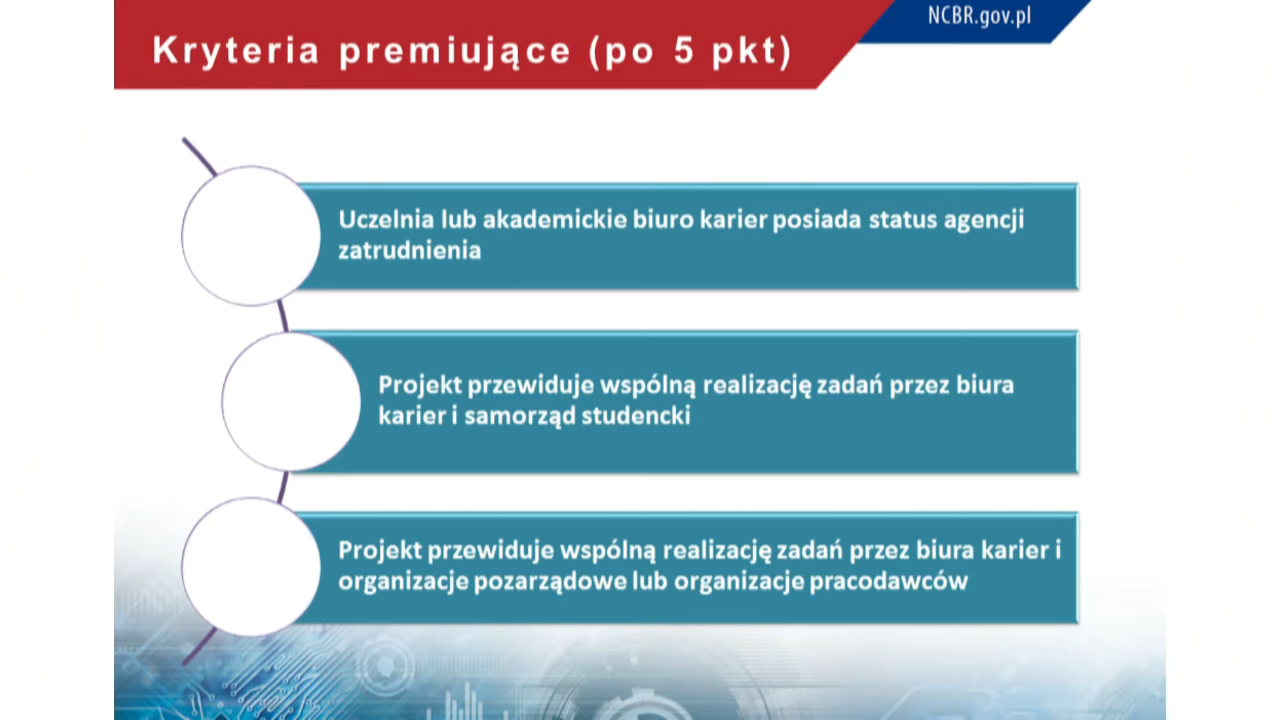 NCBR.gov.pl
Kryteria premiujące (po 5 pkt)
Uczelnia lub akademickie biuro karier posiada status agencji
zatrudnienia
Projekt przewiduje wspólną realizację zadań przez biura
karier i samorząd studencki
Projekt przewiduje wspólną realizację zadań przez biura karier i
organizacje pozarządowe lub organizacje pracodawców